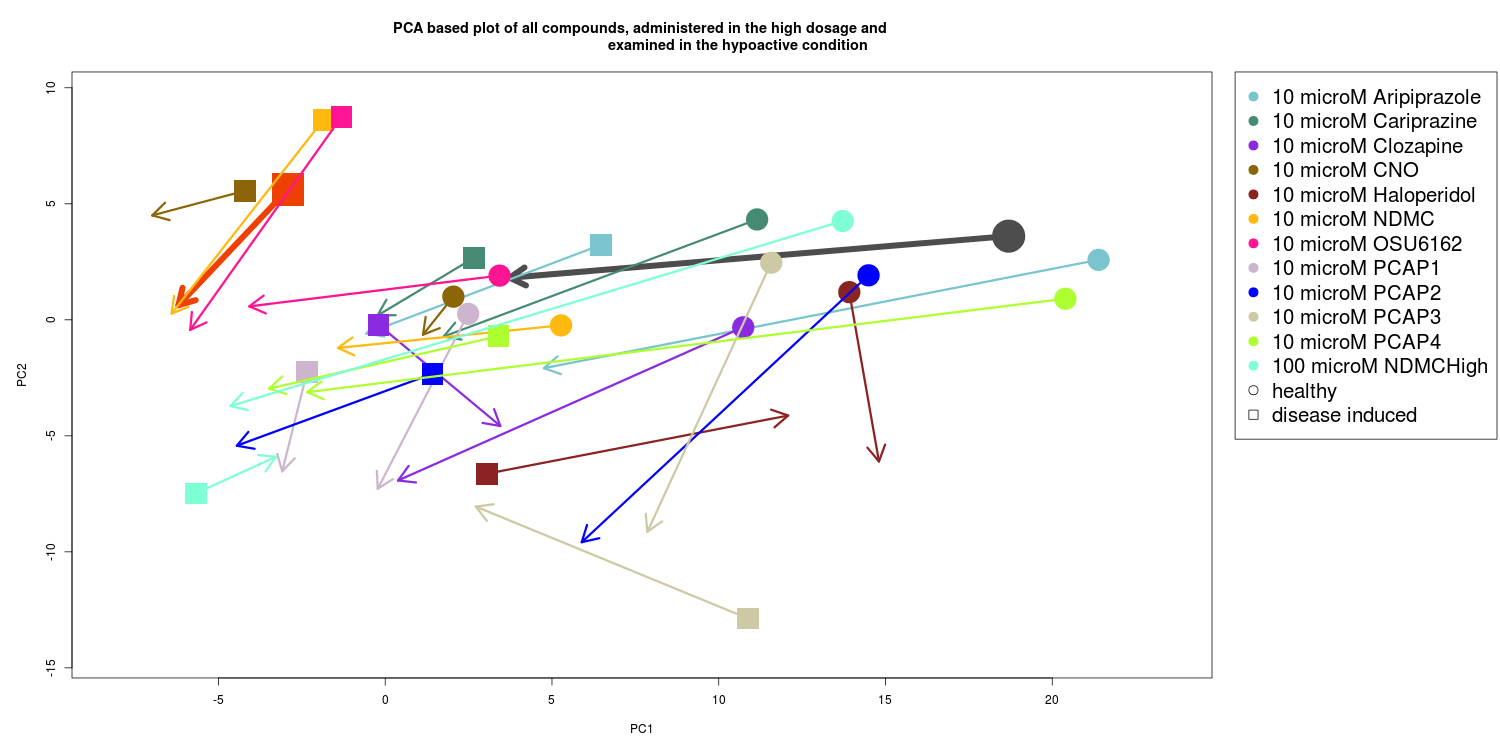 PCA based plot of all compounds, administered in the high dosage and
examined in the hypoactive condition
10
5
0
-5
-10
-15
PC2
-5
0
5
10
15
20
PC1
10 microM Aripiprazole
10 microM Cariprazine
10 microM Clozapine
10 microM CNO
10 microM Haloperidol
10 microM NDMC
10 microM OSU6162
10 microM PCAP1
10 microM PCAP2
10 microM PCAP3
10 microM PCAP4
100 microM NDMCHigh
healthy
disease induced